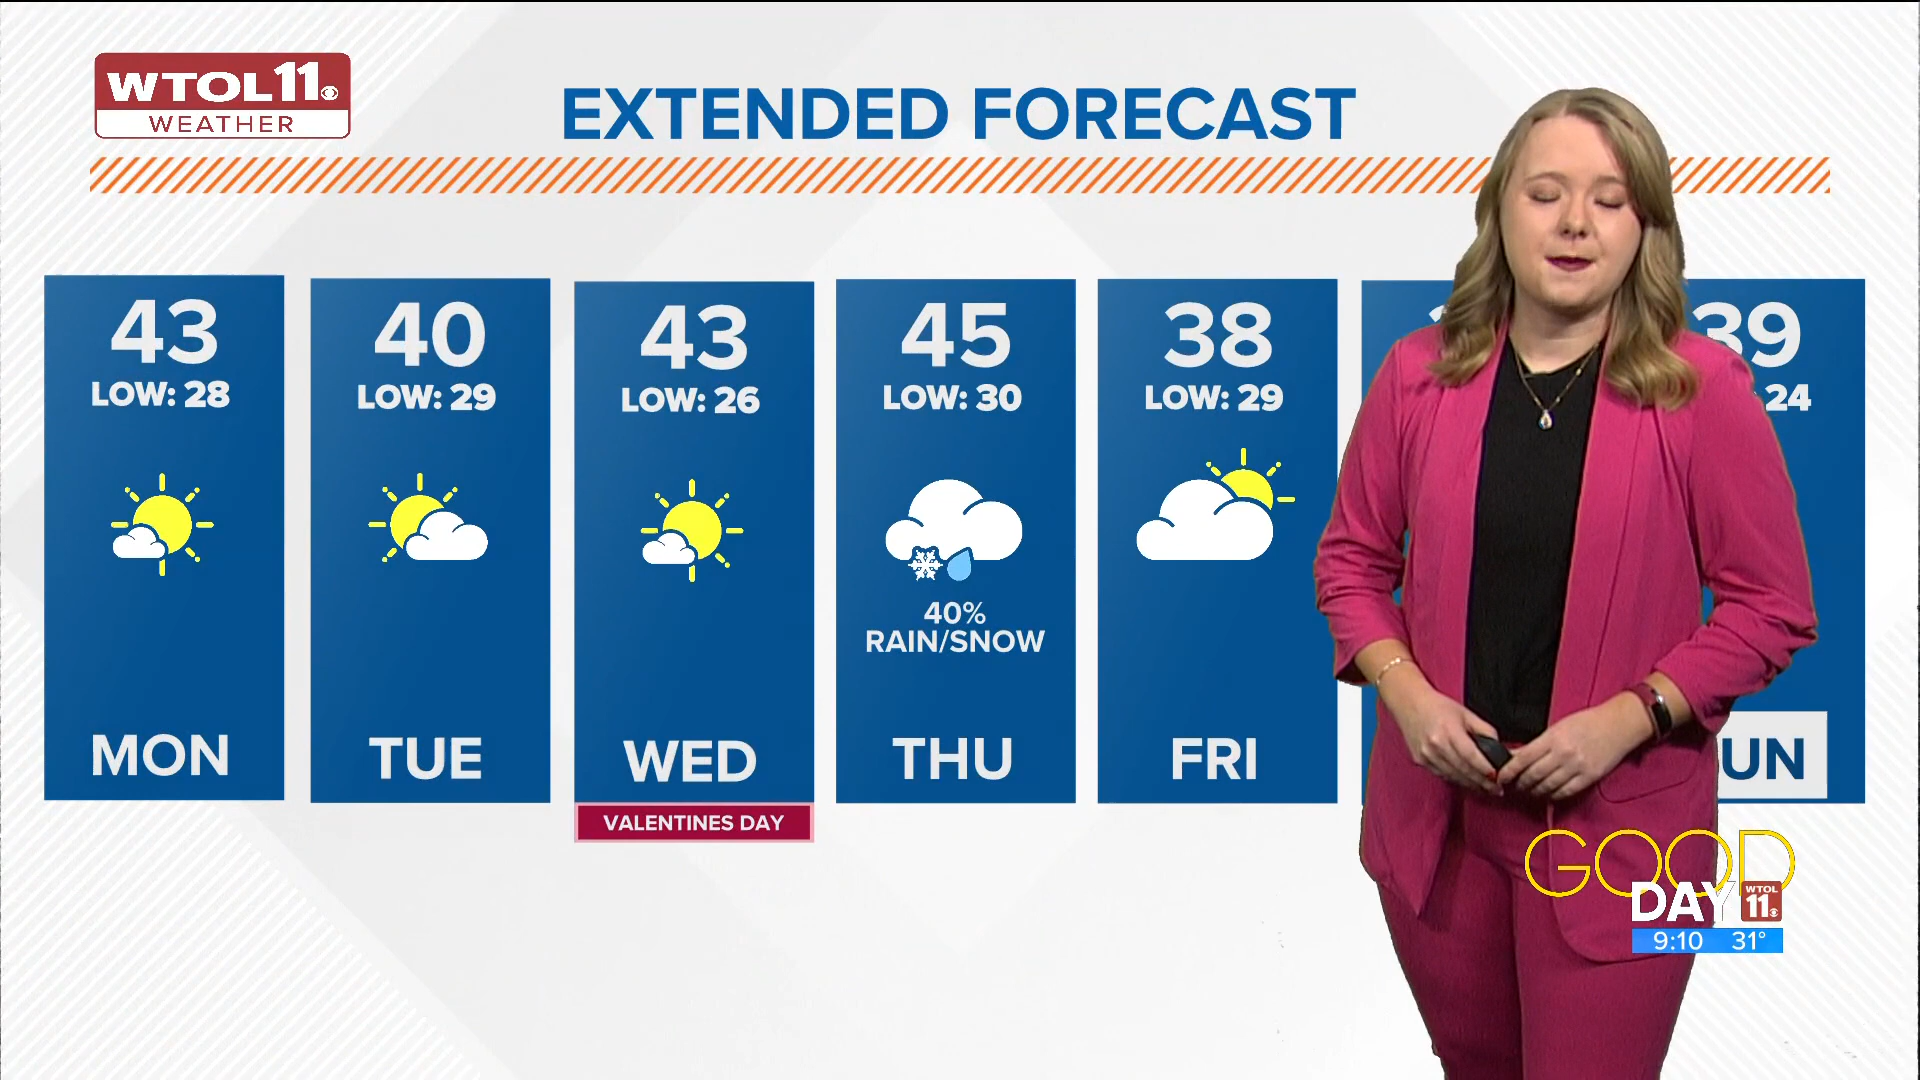 WTOL 11
WEATHER
EXTENDED FORECAST
43
LOW: 28
MON
40
LOW: 29
TUE
43
LOW: 26
WED
VALENTINES DAY
45
LOW: 30
40%
RAIN/SNOW
THU
38
LOW: 29
FRI
39
24
UN
GOOD
DAY
WTOL
11
9:10 31°